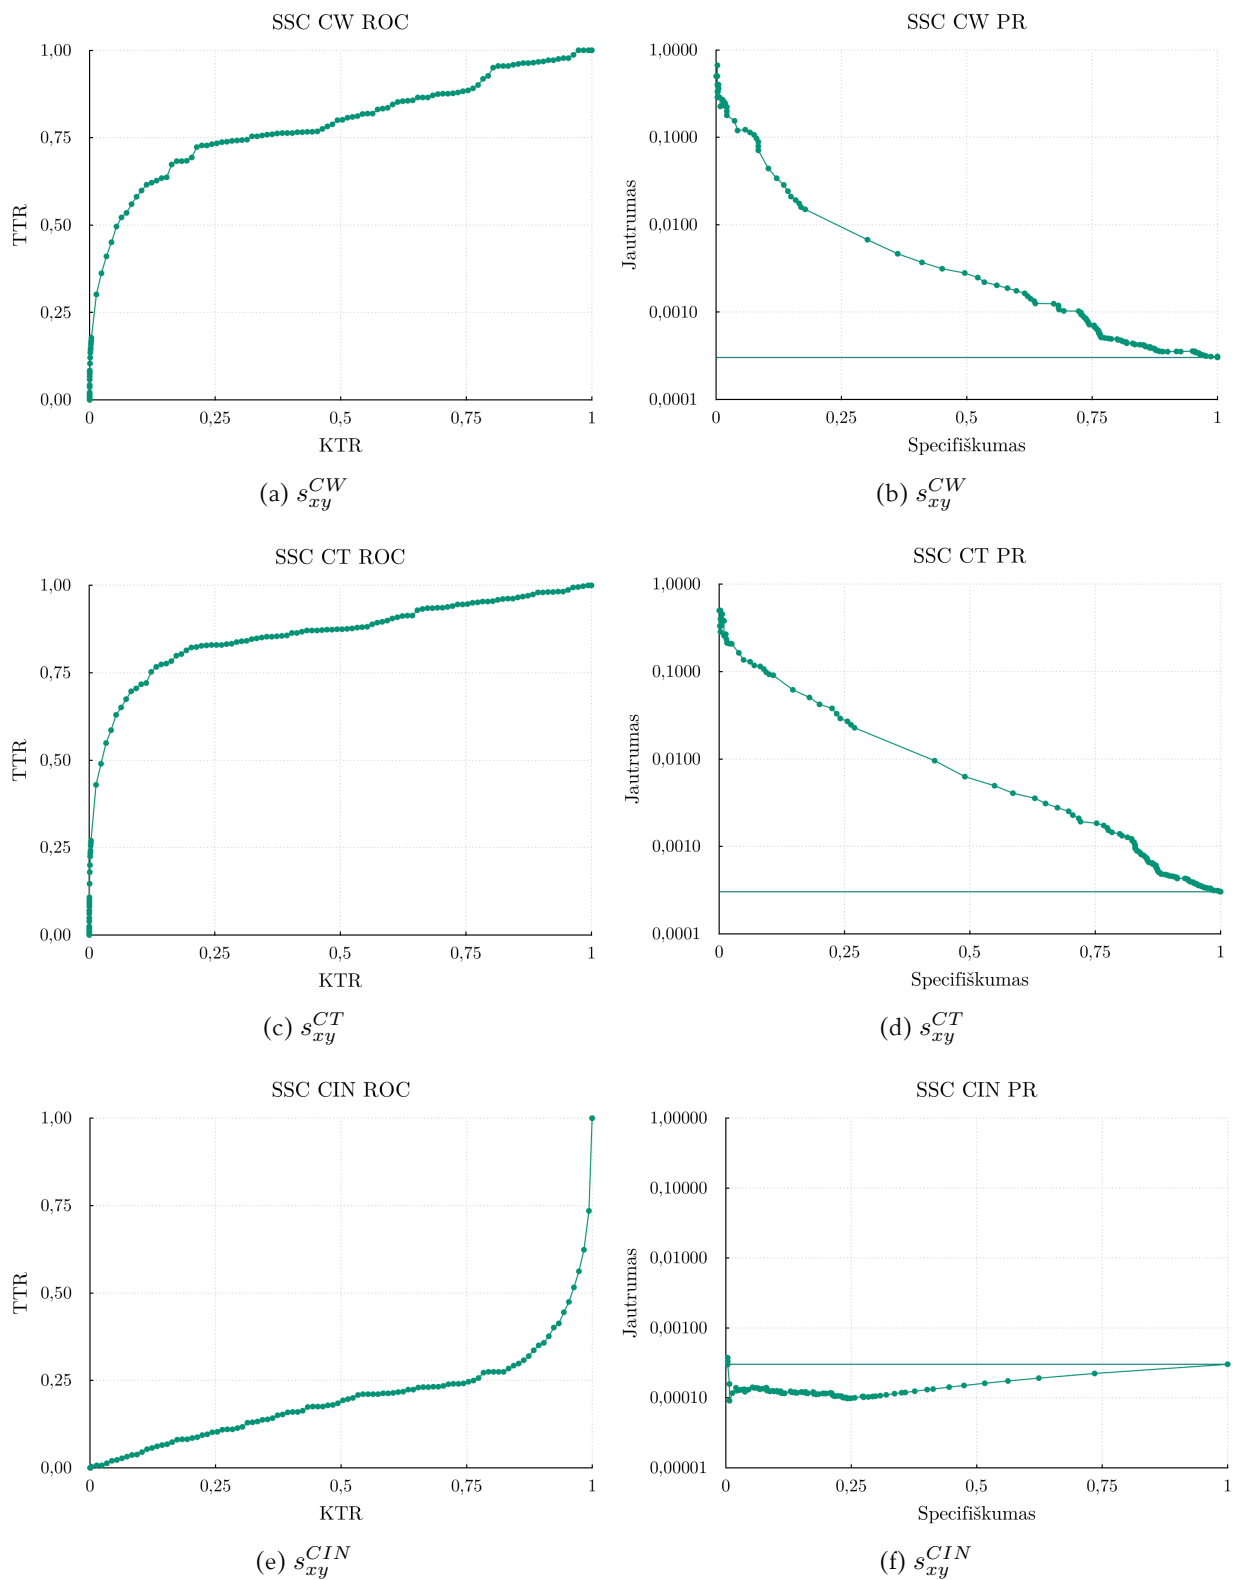 SSC CW ROC
1,00
0,75
0,50
0,25
0,00
TTR
0 0,25 0,5 0,75 1
KTR
(a) s_{xy}^{CW}
SSC CW PR
1,0000
0,1000
0,0100
0,0010
0,0001
Jautrumas
0 0,25 0,5 0,75 1
Specifiškumas
(b) s_{xy}^{CW}
SSC CT ROC
1,00
0,75
0,50
0,25
0,00
TTR
0 0,25 0,5 0,75 1
KTR
(c) s_{xy}^{CT}
SSC CT PR
1,0000
0,1000
0,0100
0,0010
0,0001
Jautrumas
0 0,25 0,5 0,75 1
Specifiškumas
(d) s_{xy}^{CT}
SSC CIN ROC
1,00
0,75
0,50
0,25
0,00
TTR
0 0,25 0,5 0,75 1
KTR
(e) s_{xy}^{CIN}
SSC CIN PR
1,00000
0,10000
0,01000
0,00100
0,00010
0,00001
Jautrumas
0 0,25 0,5 0,75 1
Specifiškumas
(f) s_{xy}^{CIN}